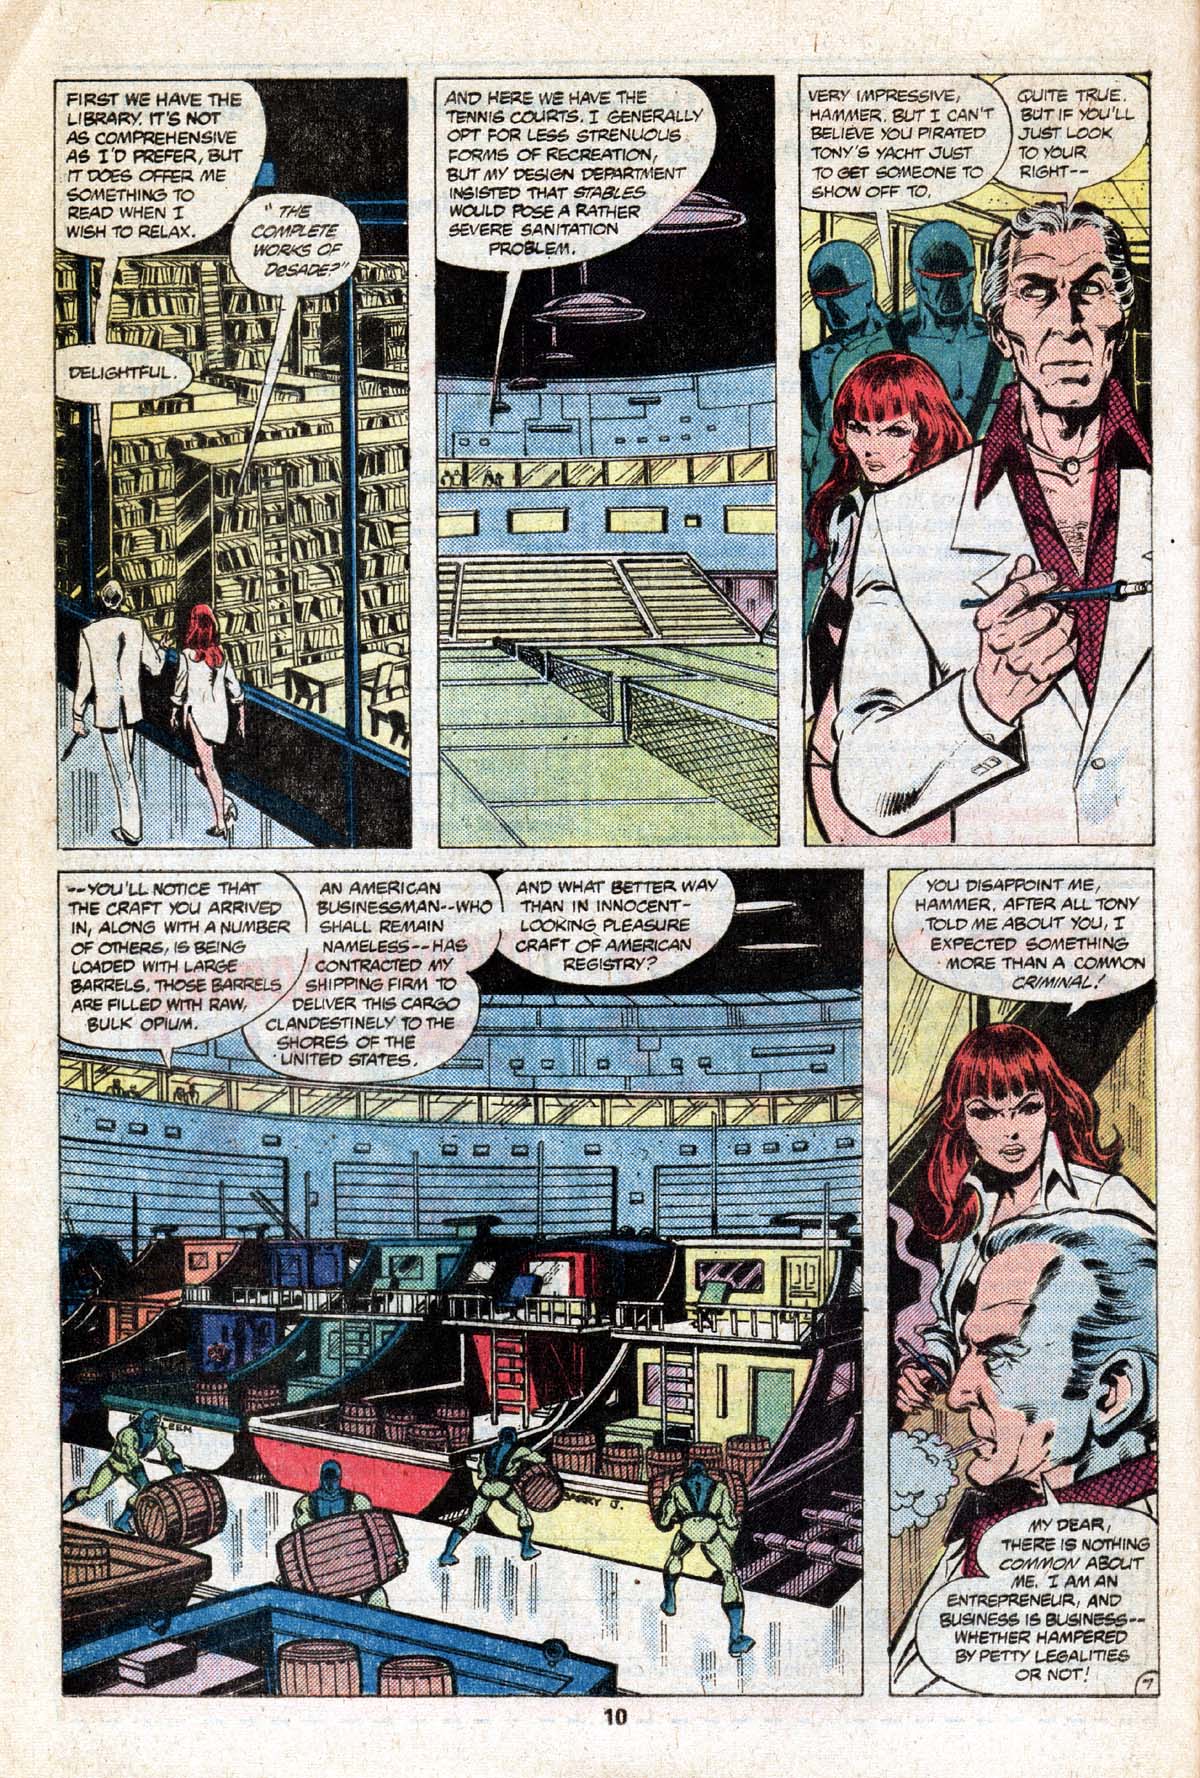 FIRST WE HAVE THE
LIBRARY. IT'S NOT
AS COMPREHENSIVE
AS I'D PREFER, BUT
IT DOES OFFER ME
SOMETHING TO
READ WHEN I
WISH TO RELAX.
"THE
COMPLETE
WORKS OF
DeSADE?"
DELIGHTFUL.
AND HERE WE HAVE THE
TENNIS COURTS. I GENERALLY
OPT FOR LESS STRENUOUS
FORMS OF RECREATION,
BUT MY DESIGN DEPARTMENT
INSISTED THAT STABLES
WOULD POSE A RATHER
SEVERE SANITATION
PROBLEM.
VERY IMPRESSIVE,
HAMMER. BUT I CAN'T
BELIEVE YOU PIRATED
TONY'S YACHT JUST
TO GET SOMEONE TO
SHOW OFF TO.
QUITE TRUE.
BUT IF YOU'LL
JUST LOOK
TO YOUR
RIGHT--
--YOU'LL NOTICE THAT
THE CRAFT YOU ARRIVED
IN, ALONG WITH A NUMBER
OF OTHERS, IS BEING
LOADED WITH LARGE
BARRELS. THOSE BARRELS
ARE FILLED WITH RAW,
BULK OPIUM.
AN AMERICAN
BUSINESSMAN--WHO
SHALL REMAIN
NAMELESS--HAS
CONTRACTED MY
SHIPPING FIRM TO
DELIVER THIS CARGO
CLANDESTINELY TO THE
SHORES OF THE
UNITED STATES.
AND WHAT BETTER WAY
THAN IN INNOCENT-
LOOKING PLEASURE
CRAFT OF AMERICAN
REGISTRY?
EEN
BARRY J.
YOU DISAPPOINT ME,
HAMMER. AFTER ALL TONY
TOLD ME ABOUT YOU, I
EXPECTED SOMETHING
MORE THAN A COMMON
CRIMINAL!
MY DEAR,
THERE IS NOTHING
COMMON ABOUT
ME. I AM AN
ENTREPRENEUR, AND
BUSINESS IS BUSINESS--
WHETHER HAMPERED
BY PETTY LEGALITIES
OR NOT!
7
10